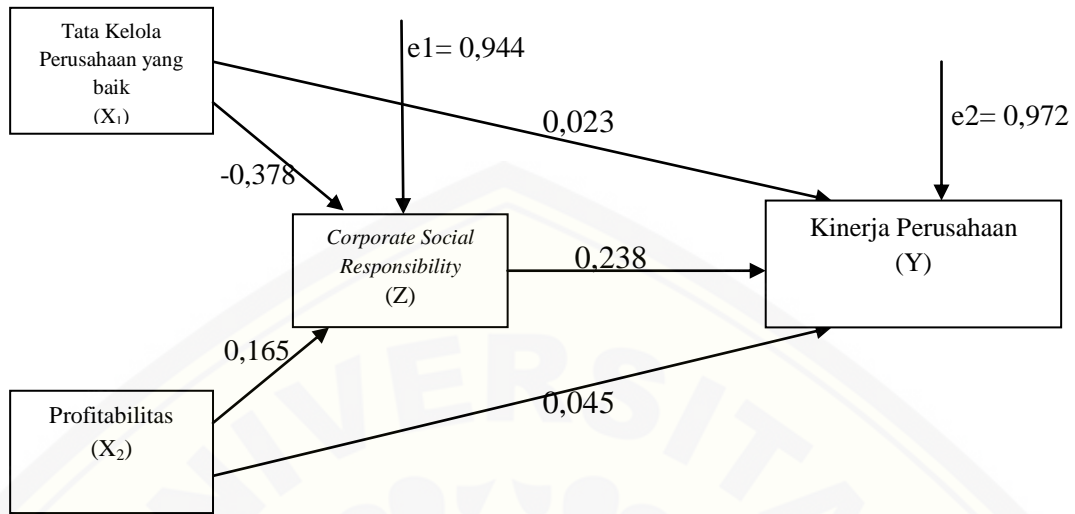 Tata Kelola
Perusahaan yang
baik
(X₁)
e1= 0,944
e2= 0,972
0,023
-0,378
Corporate Social
Responsibility
(Z)
0,238
Kinerja Perusahaan
(Y)
0,165
Profitabilitas
(X₂)
0,045
UNIVERSITA